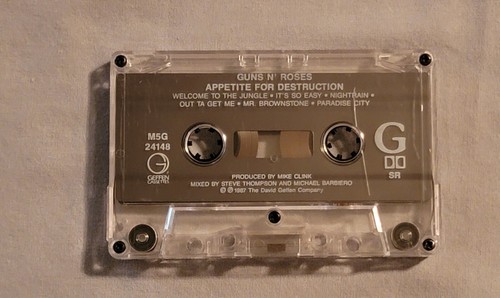 GUNS N' ROSES
APPETITE FOR DESTRUCTION
WELCOME TO THE JUNGLE • IT'S SO EASY • NIGHTRAIN •
OUT TA GET ME • MR. BROWNSTONE • PARADISE CITY
M5G
24148
G
GEFFEN
CASSETTES
G
SR
PRODUCED BY MIKE CLINK
MIXED BY STEVE THOMPSON AND MICHAEL BARBIERO
℗ © 1987 The David Geffen Company